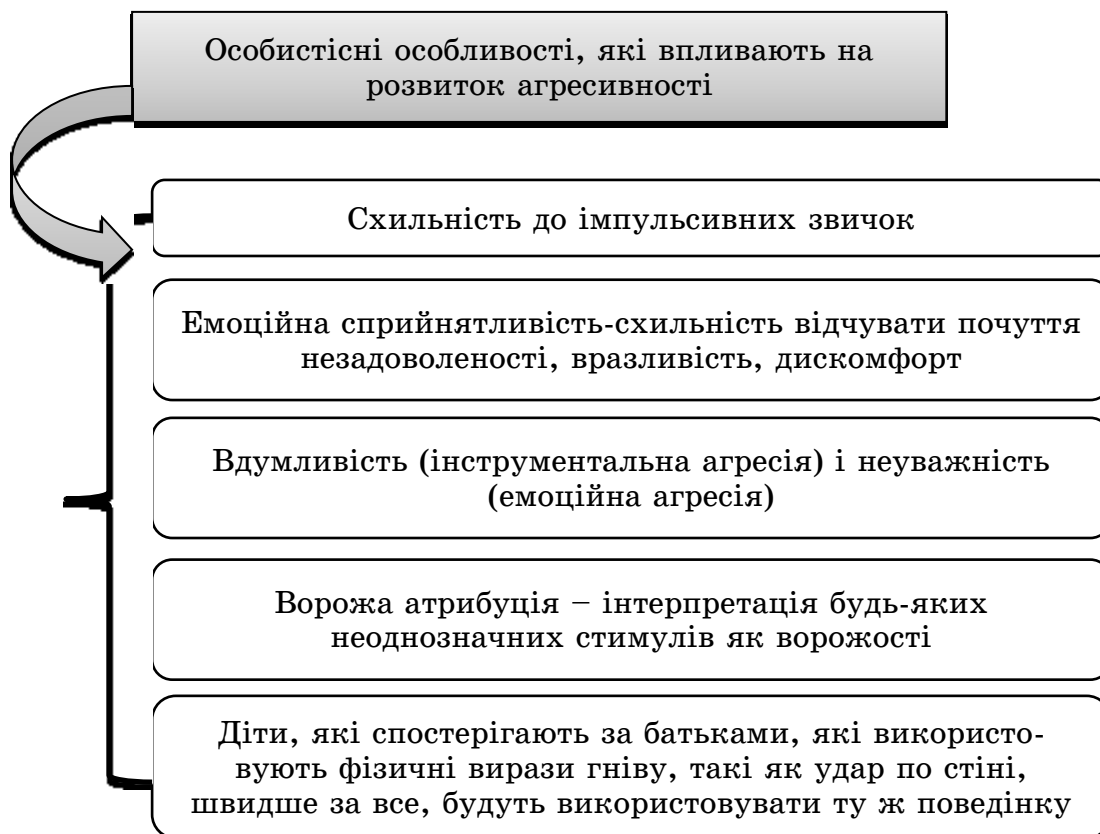 Особистісні особливості, які впливають на
розвиток агресивності
Схильність до імпульсивних звичок
Емоційна сприйнятливість-схильність відчувати почуття
незадоволеності, вразливість, дискомфорт
Вдумливість (інструментальна агресія) і неуважність
(емоційна агресія)
Ворожа атрибуція – інтерпретація будь-яких
неоднозначних стимулів як ворожості
Діти, які спостерігають за батьками, які використо-
вують фізичні вирази гніву, такі як удар по стіні,
швидше за все, будуть використовувати ту ж поведінку